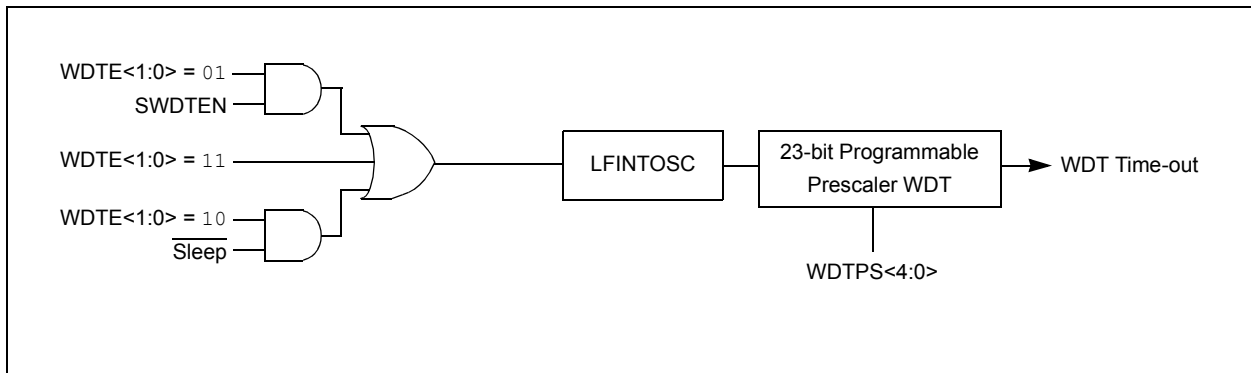 WDTE<1:0> = 01
SWDTEN
WDTE<1:0> = 11
WDTE<1:0> = 10
Sleep
LFINTOSC
23-bit Programmable
Prescaler WDT
WDT Time-out
WDTPS<4:0>